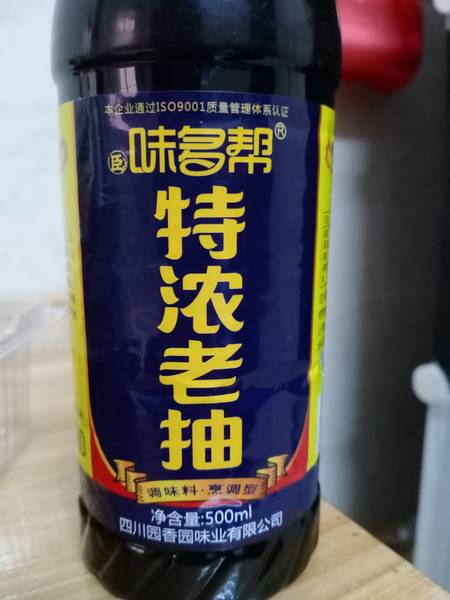 本企业通过ISO9001质量管理体系认证
臣 味多帮®
特浓老抽
调味料·烹调型
净含量:500ml
四川园香园味业有限公司